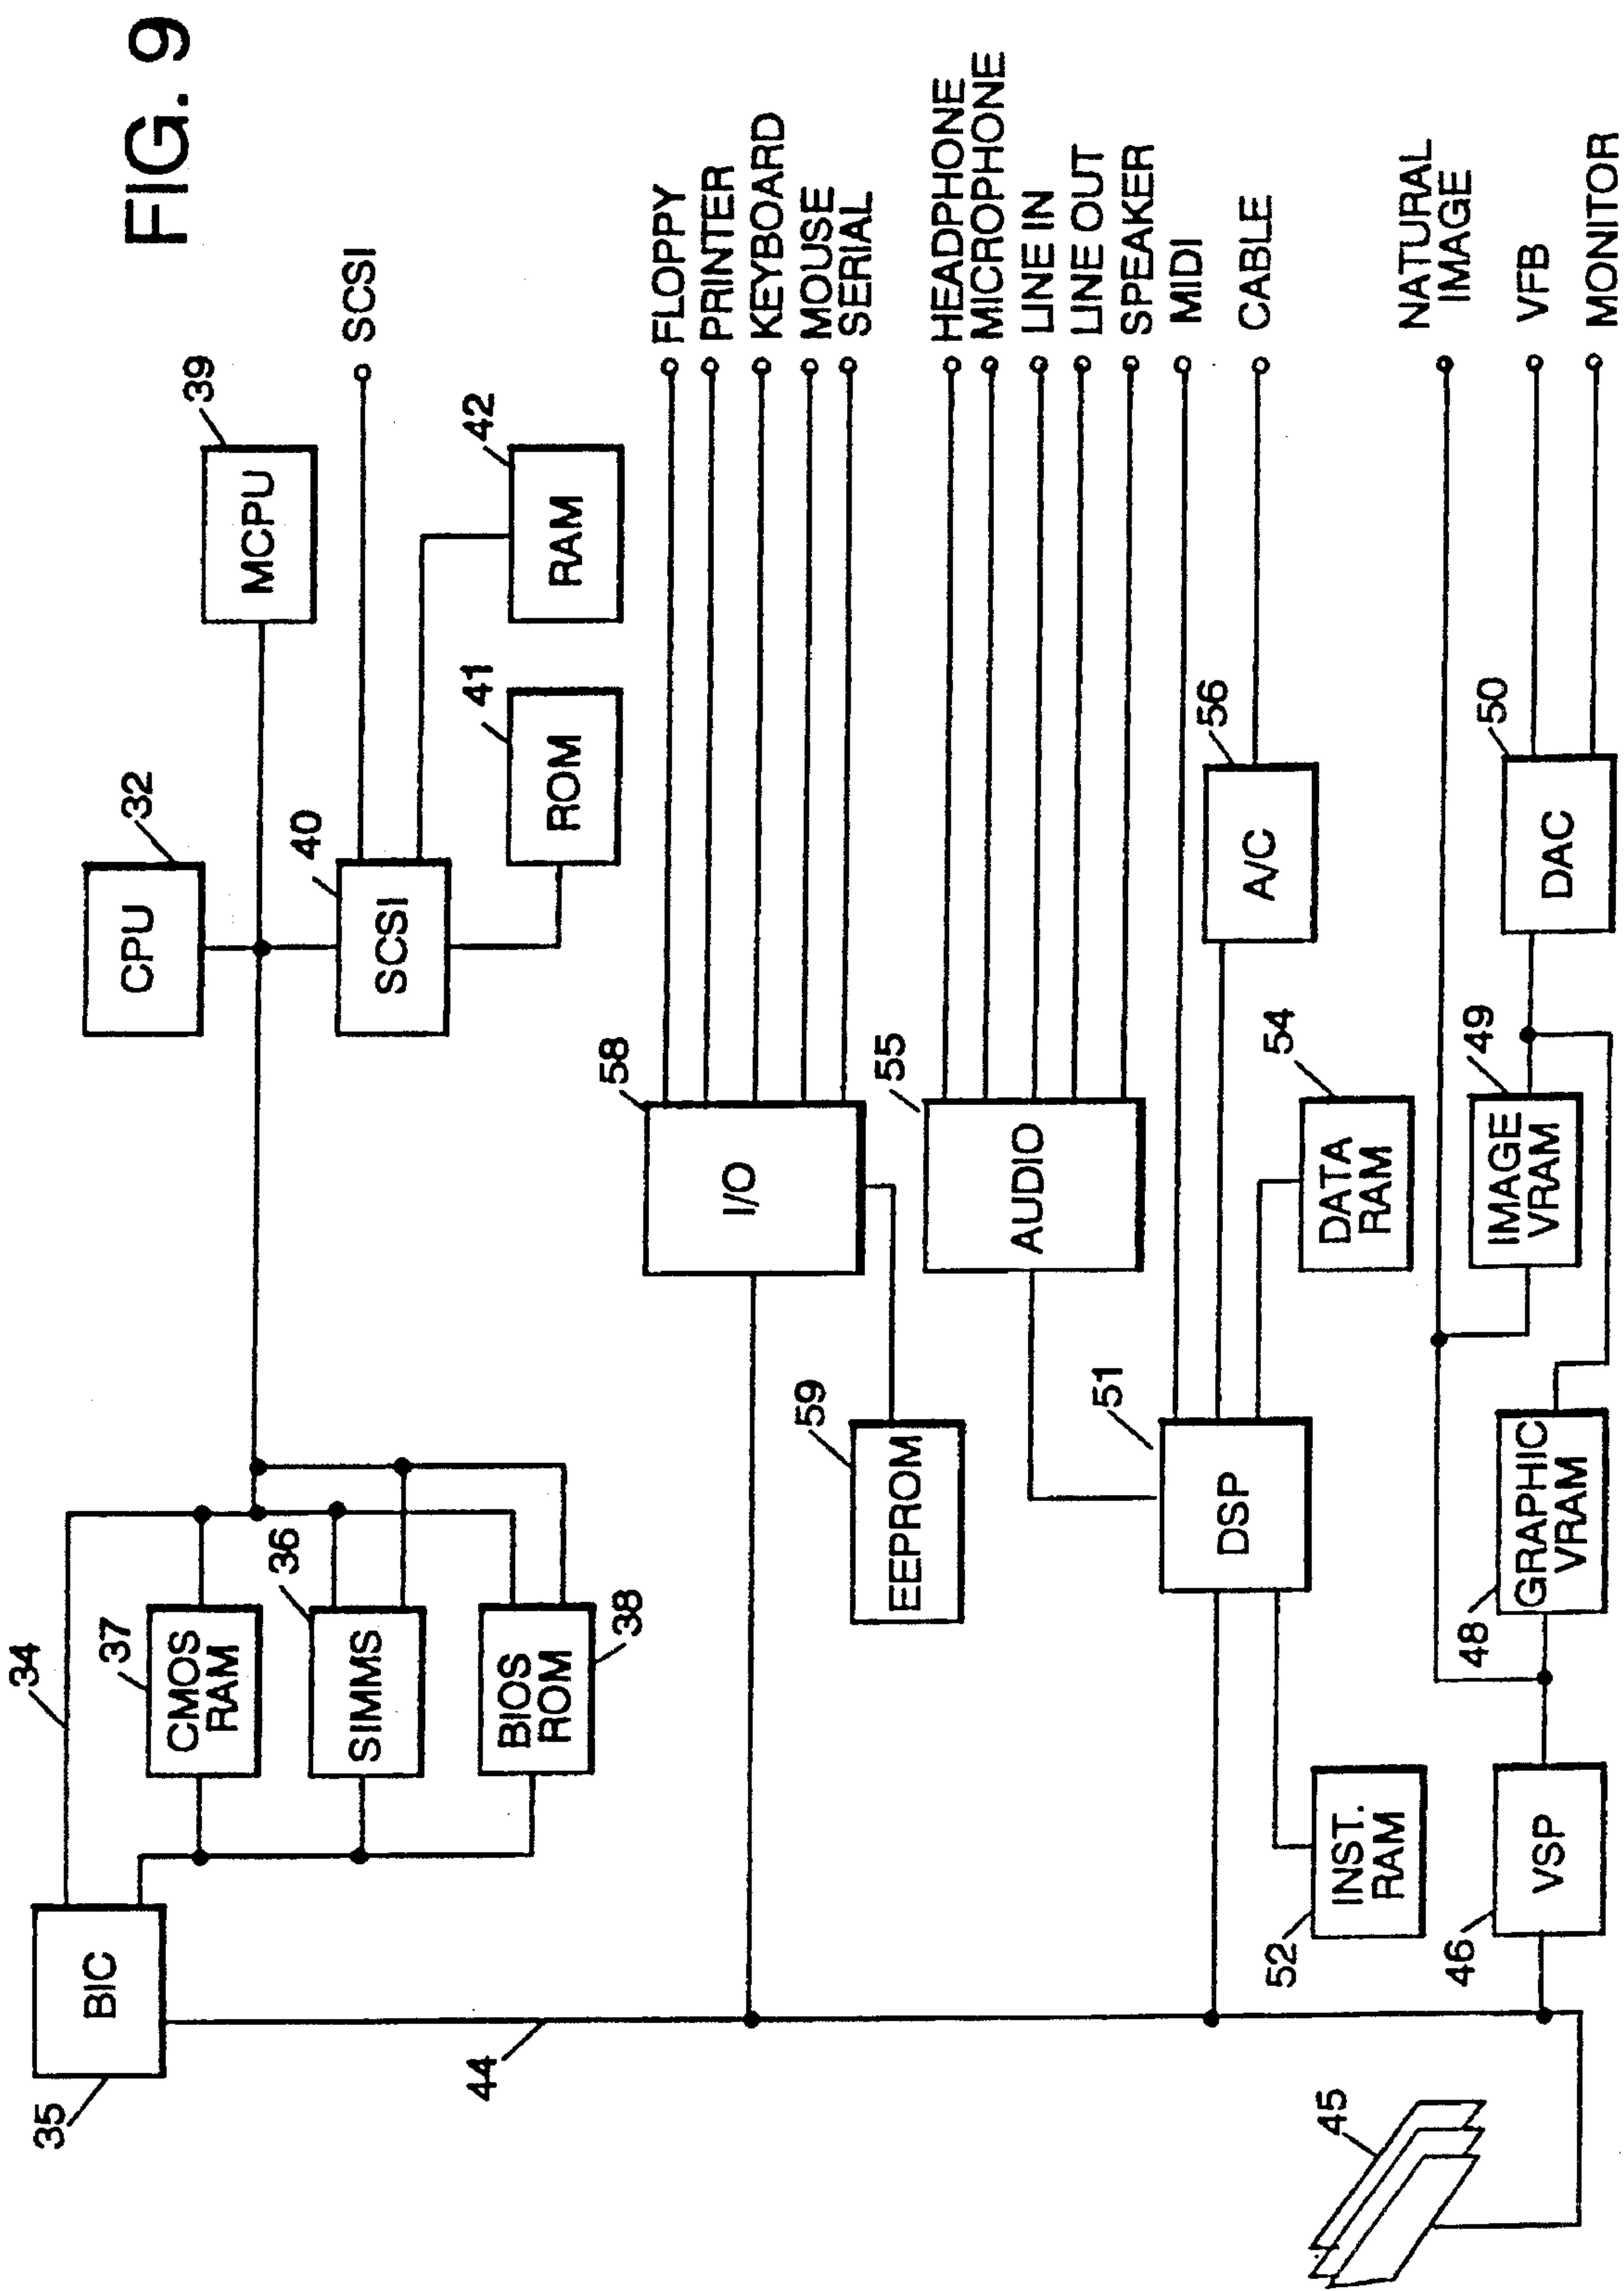 FIG. 9
34
35
BIC
37
CMOS
RAM
36
SIMMS
BIOS
ROM
38
CPU
32
MCPU
39
40
SCSI
SCSI
41
ROM
42
RAM
44
58
I/O
FLOPPY
PRINTER
KEYBOARD
MOUSE
SERIAL
59
EEPROM
55
AUDIO
HEADPHONE
MICROPHONE
LINE IN
LINE OUT
SPEAKER
MIDI
51
DSP
A/C
56
CABLE
54
DATA
RAM
52
INST.
RAM
45
46
VSP
48
GRAPHIC
VRAM
49
IMAGE
VRAM
50
DAC
NATURAL
IMAGE
VFB
MONITOR